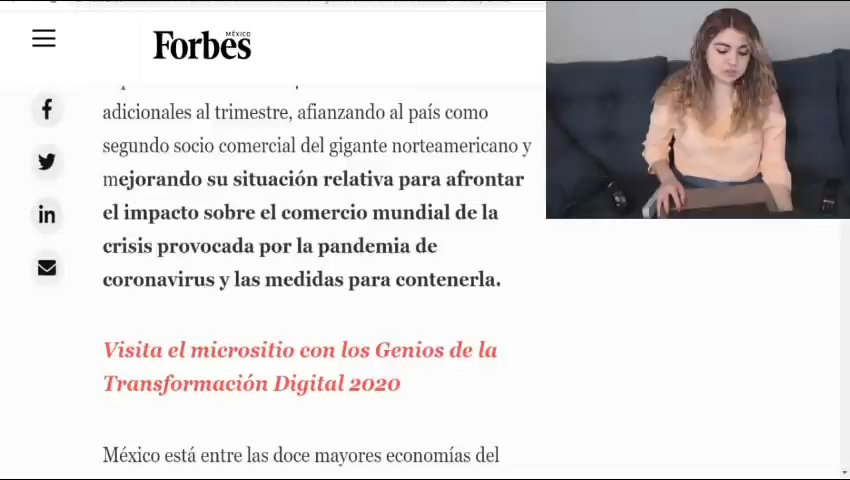 MÉXICO
Forbes
adicionales al trimestre, afianzando al país como
segundo socio comercial del gigante norteamericano y
mejorando su situación relativa para afrontar
el impacto sobre el comercio mundial de la
crisis provocada por la pandemia de
coronavirus y las medidas para contenerla.
Visita el micrositio con los Genios de la
Transformación Digital 2020
México está entre las doce mayores economías del